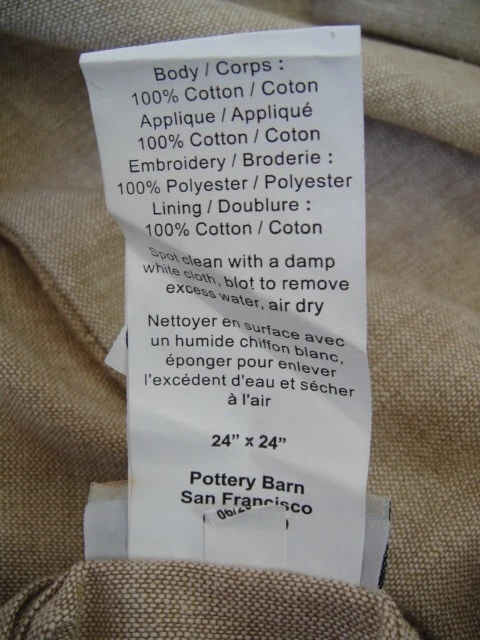 Body / Corps :
100% Cotton / Coton
Applique / Appliqué
100% Cotton / Coton
Embroidery / Broderie :
100% Polyester / Polyester
Lining / Doublure :
100% Cotton / Coton
Spot clean with a damp
white cloth, blot to remove
excess water, air dry
Nettoyer en surface avec
un humide chiffon blanc,
éponger pour enlever
l'excédent d'eau et sécher
à l'air
24” x 24”
Pottery Barn
San Francisco